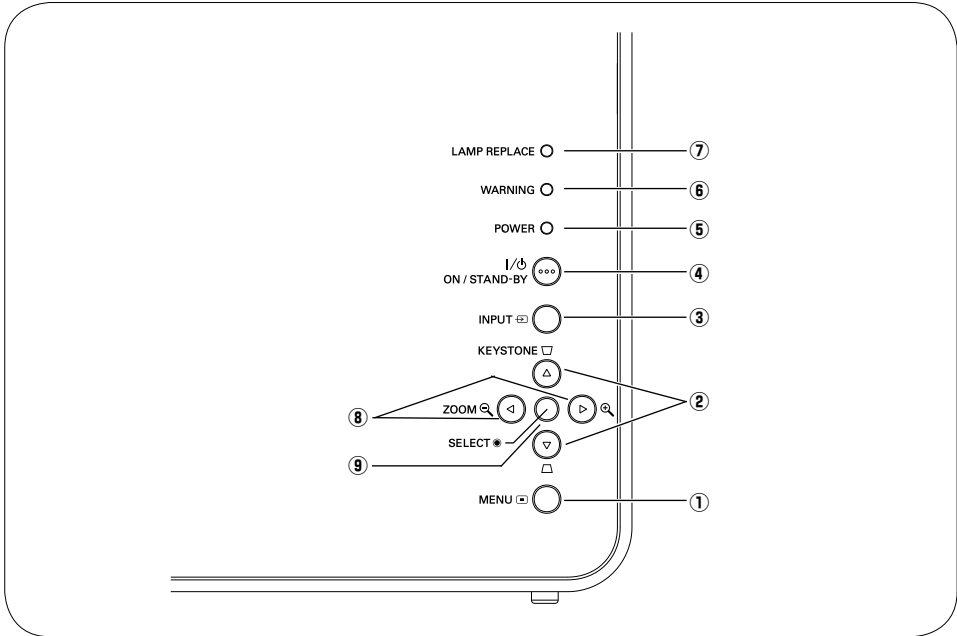 LAMP REPLACE ⑦
WARNING ⑥
POWER ⑤
I/⏻
ON / STAND-BY ④
INPUT ③
KEYSTONE
②
ZOOM
⑧
SELECT
⑨
MENU ①